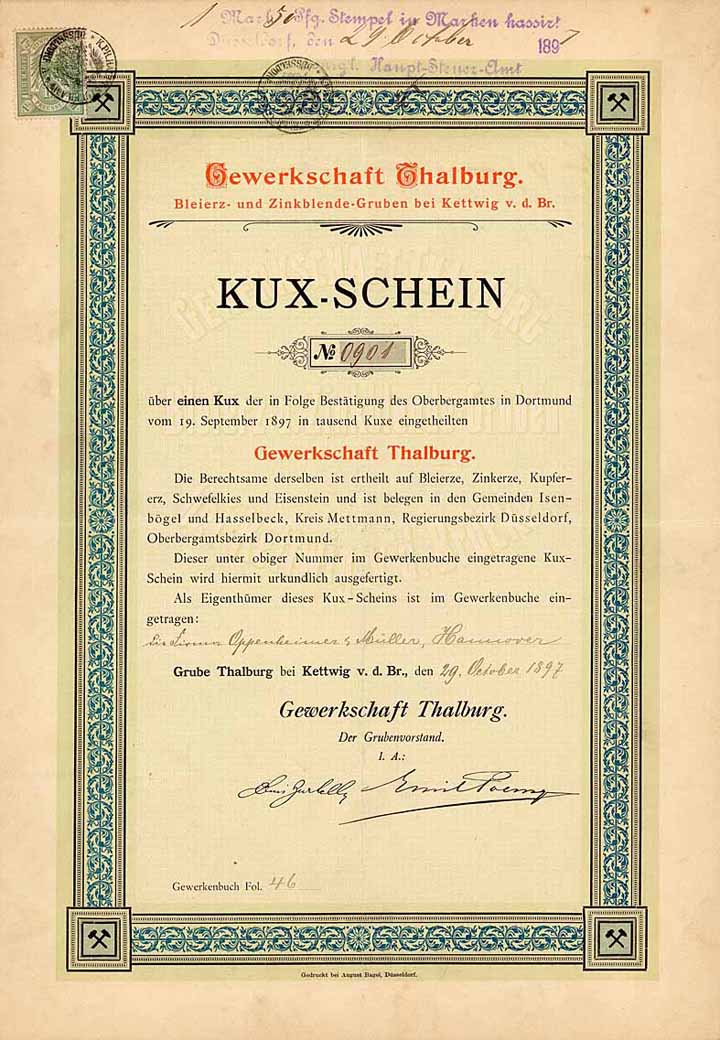 1 Mark 50 Pfg. Stempel in Marken kassirt
Düsseldorf, den 29 October 1897
Königl. Haupt-Steuer-Amt
Gewerkschaft Thalburg.
Bleierz- und Zinkblende-Gruben bei Kettwig v. d. Br.
KUX-SCHEIN
№ 0901
über einen Kux der in Folge Bestätigung des Oberbergamtes in Dortmund
vom 19. September 1897 in tausend Kuxe eingetheilten
Gewerkschaft Thalburg.
Die Berechtsame derselben ist ertheilt auf Bleierze, Zinkerze, Kupfer-
erz, Schwefelkies und Eisenstein und ist belegen in den Gemeinden Isen-
bögel und Hasselbeck, Kreis Mettmann, Regierungsbezirk Düsseldorf,
Oberbergamtsbezirk Dortmund.
Dieser unter obiger Nummer im Gewerkenbuche eingetragene Kux-
Schein wird hiermit urkundlich ausgefertigt.
Als Eigenthümer dieses Kux-Scheins ist im Gewerkenbuche ein-
getragen:
die Firma Oppenheimer & Müller, Hannover
Grube Thalburg bei Kettwig v. d. Br., den 29. October 1897
Gewerkschaft Thalburg.
Der Grubenvorstand.
I. A.:
Emil
Gewerkenbuch Fol. 46
Gedruckt bei August Bagel, Düsseldorf.